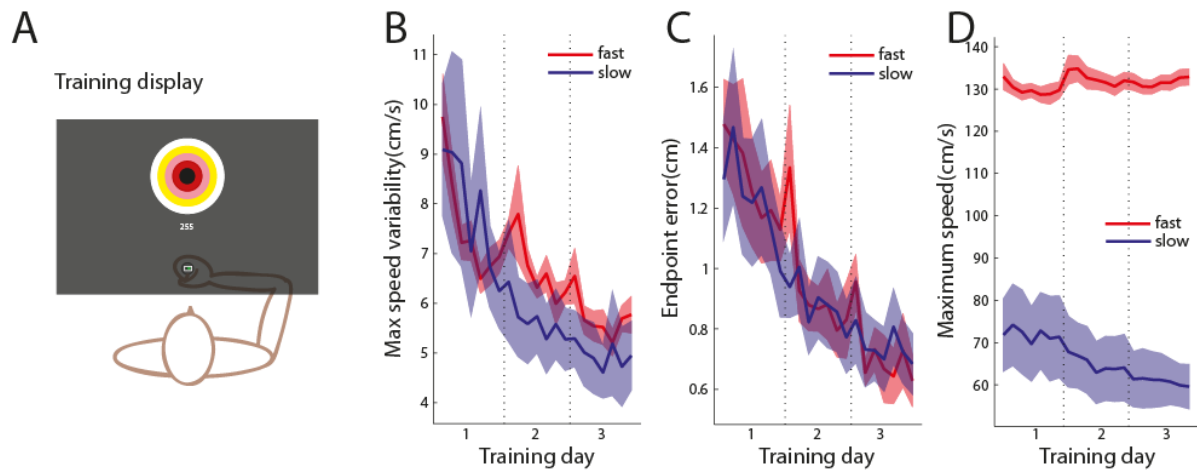 A
Training display
255
B
Max speed variability(cm/s)
11
10
9
8
7
6
5
4
fast
slow
1
2
3
Training day
C
Endpoint error(cm)
1.6
1.4
1.2
1
0.8
0.6
fast
slow
1
2
3
Training day
D
Maximum speed(cm/s)
140
130
120
110
100
90
80
70
60
fast
slow
1
2
3
Training day